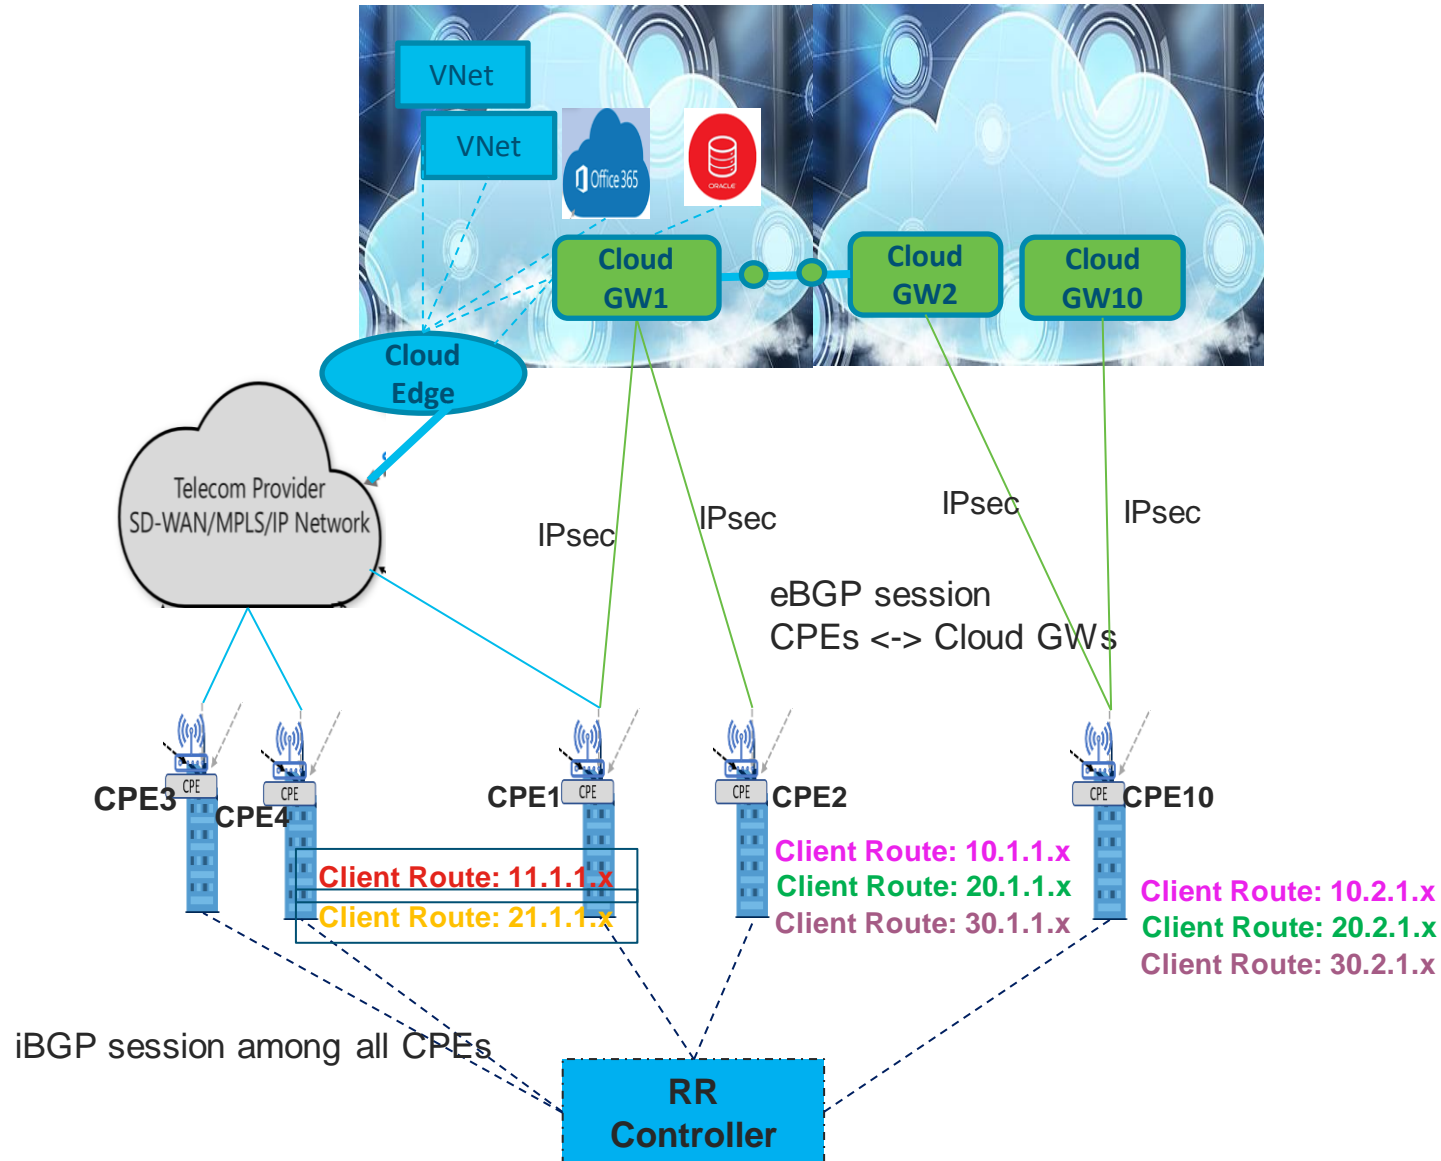 VNet
VNet
Office 365
ORACLE
Cloud
GW1
Cloud
GW2
Cloud
GW10
Cloud
Edge
Telecom Provider
SD-WAN/MPLS/IP Network
IPsec
IPsec
IPsec
IPsec
eBGP session
CPEs <-> Cloud GWs
CPE
CPE3
CPE
CPE4
CPE1
CPE
CPE
CPE2
CPE
CPE10
Client Route: 11.1.1.x
Client Route: 21.1.1.x
Client Route: 10.1.1.x
Client Route: 20.1.1.x
Client Route: 30.1.1.x
Client Route: 10.2.1.x
Client Route: 20.2.1.x
Client Route: 30.2.1.x
iBGP session among all CPEs
RR
Controller